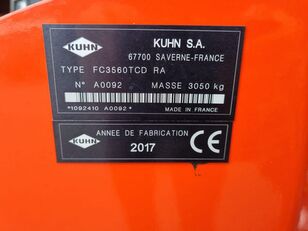 KUHN
KUHN S.A.
67700 SAVERNE-FRANCE
TYPE FC3560TCD RA
N° A0092 MASSE 3050 kg
*1092410 A0092 *
MADE IN FRANCE
KUHN
ANNEE DE FABRICATION
2017
CE